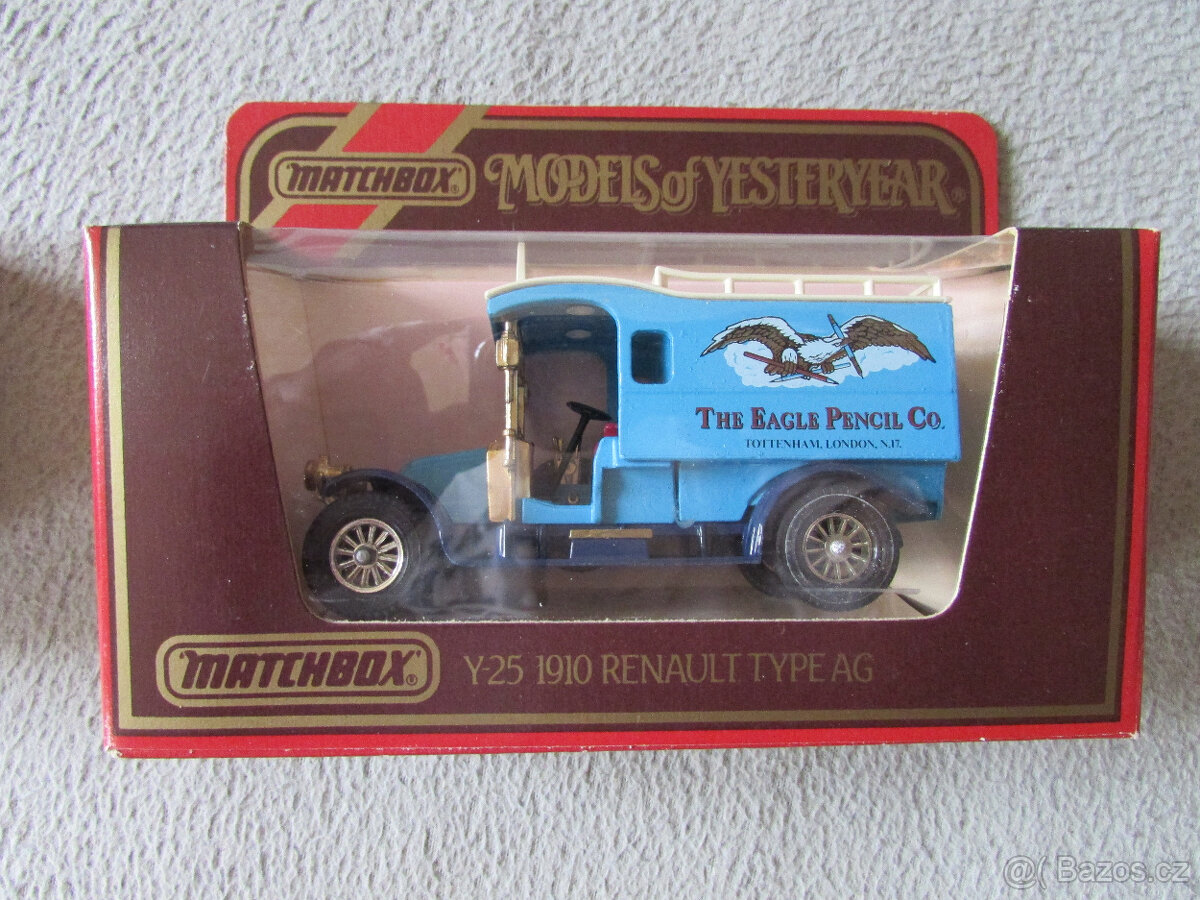 MATCHBOX® MODELS of YESTERYEAR®
THE EAGLE PENCIL CO.
TOTTENHAM, LONDON, N.17.
MATCHBOX® Y-25 1910 RENAULT TYPE AG
@( Bazos.cz